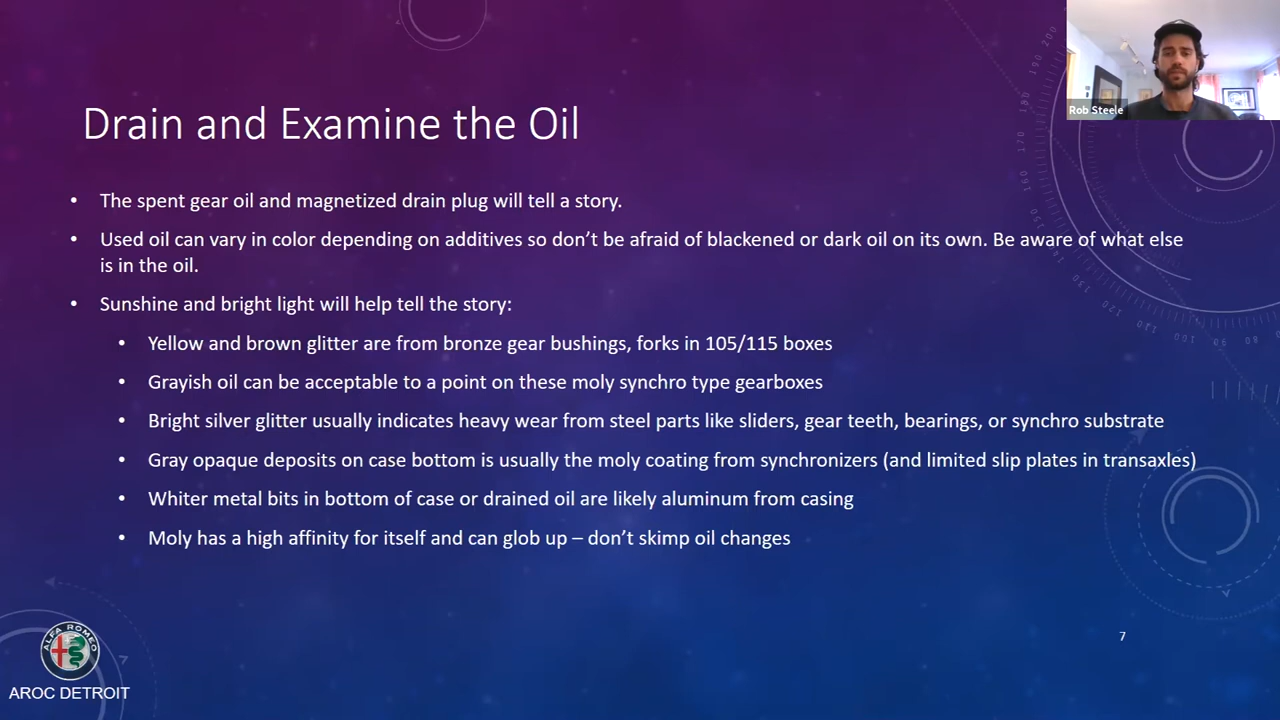 Drain and Examine the Oil
Rob Steele
• The spent gear oil and magnetized drain plug will tell a story.
• Used oil can vary in color depending on additives so don't be afraid of blackened or dark oil on its own. Be aware of what else
is in the oil.
• Sunshine and bright light will help tell the story:
• Yellow and brown glitter are from bronze gear bushings, forks in 105/115 boxes
• Grayish oil can be acceptable to a point on these moly synchro type gearboxes
• Bright silver glitter usually indicates heavy wear from steel parts like sliders, gear teeth, bearings, or synchro substrate
• Gray opaque deposits on case bottom is usually the moly coating from synchronizers (and limited slip plates in transaxles)
• Whiter metal bits in bottom of case or drained oil are likely aluminum from casing
• Moly has a high affinity for itself and can glob up – don't skimp oil changes
7
ALFA ROMEO
AROC DETROIT
200
190
180
170
160
150